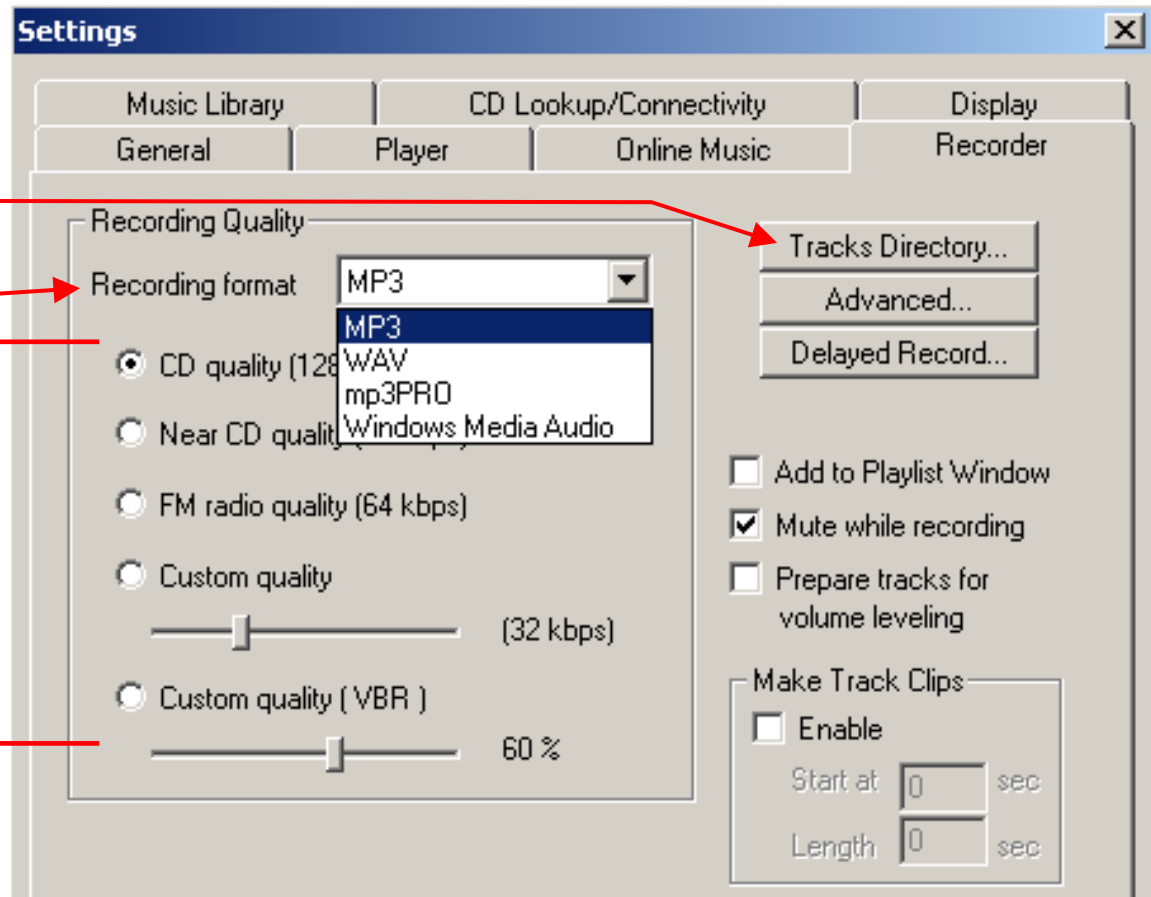 Settings
Music Library CD Lookup/Connectivity Display
General Player Online Music Recorder
Recording Quality
Recording format MP3
MP3
WAV
mp3PRO
Windows Media Audio
CD quality (128
Near CD quality
FM radio quality (64 kbps)
Custom quality
(32 kbps)
Custom quality ( VBR )
60 %
Tracks Directory...
Advanced...
Delayed Record...
Add to Playlist Window
Mute while recording
Prepare tracks for
volume leveling
Make Track Clips
Enable
Start at 0 sec
Length 0 sec